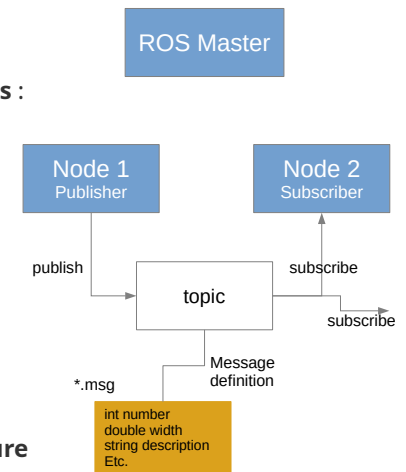 ROS Master
s :
Node 1
Publisher
Node 2
Subscriber
publish
subscribe
topic
subscribe
Message
definition
*.msg
int number
double width
string description
Etc.
ure